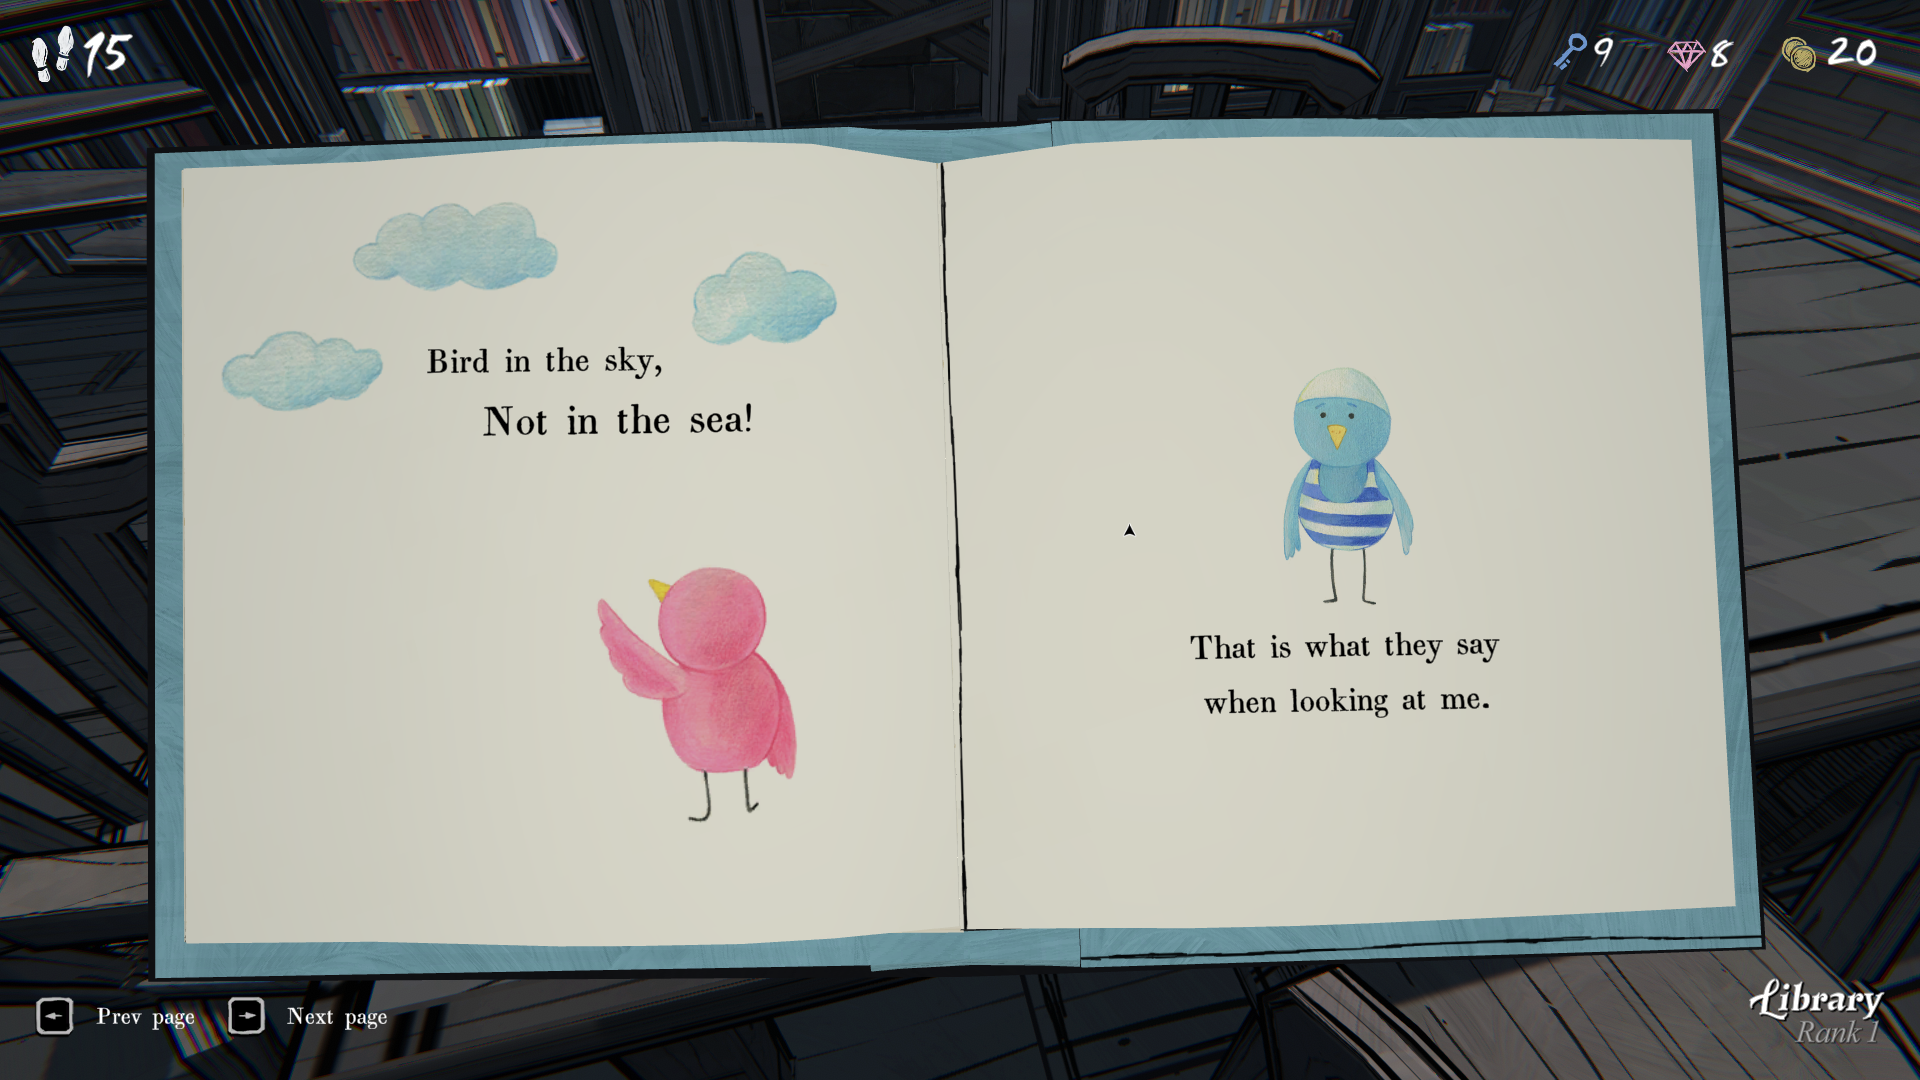 15
9
8
20
Bird in the sky,
Not in the sea!
That is what they say
when looking at me.
Prev page
Next page
Library
Rank 1